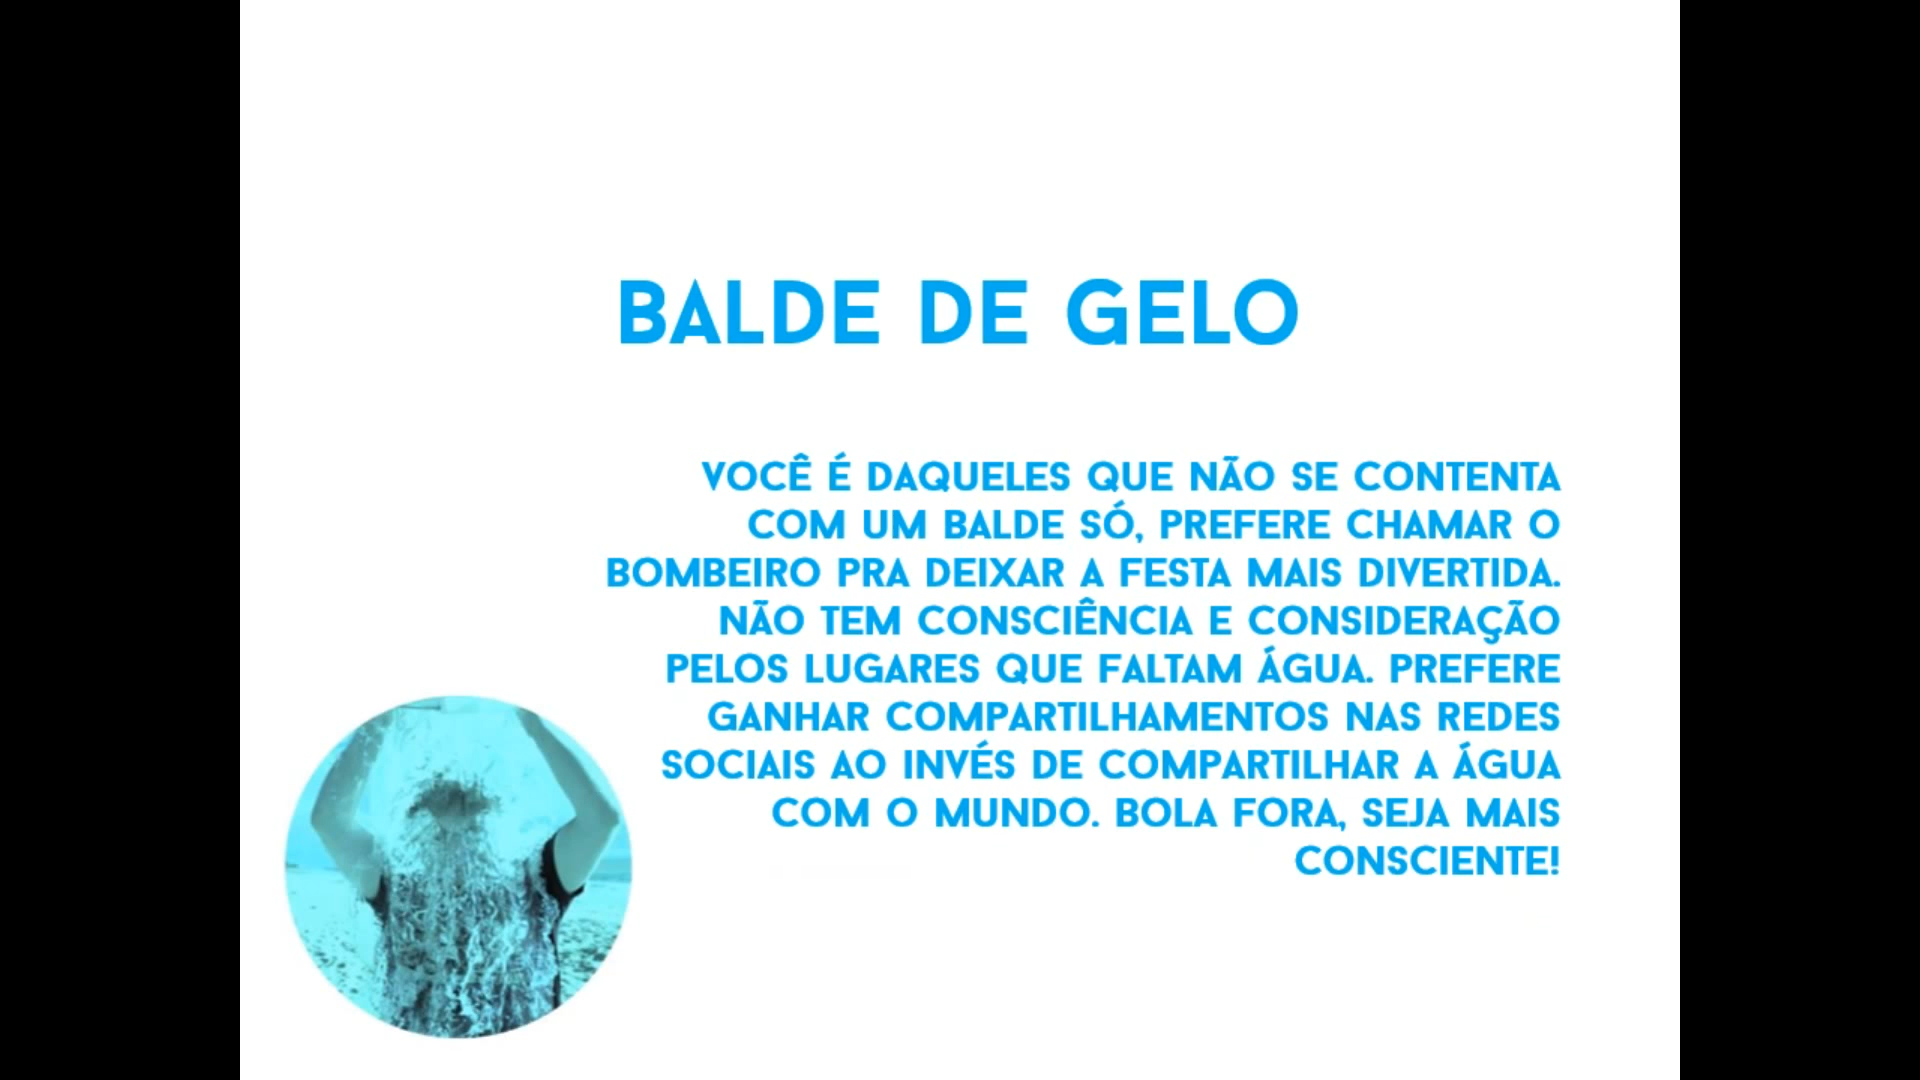 BALDE DE GELO
VOCÊ É DAQUELES QUE NÃO SE CONTENTA
COM UM BALDE SÓ, PREFERE CHAMAR O
BOMBEIRO PRA DEIXAR A FESTA MAIS DIVERTIDA.
NÃO TEM CONSCIÊNCIA E CONSIDERAÇÃO
PELOS LUGARES QUE FALTAM ÁGUA. PREFERE
GANHAR COMPARTILHAMENTOS NAS REDES
SOCIAIS AO INVÉS DE COMPARTILHAR A ÁGUA
COM O MUNDO. BOLA FORA, SEJA MAIS
CONSCIENTE!